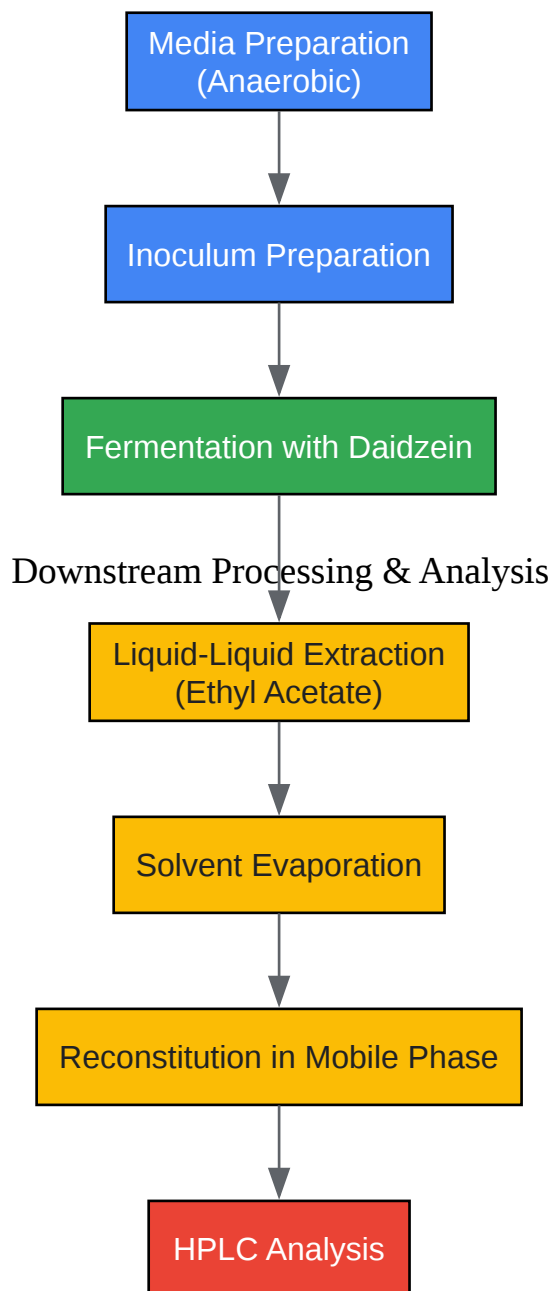 Media Preparation
(Anaerobic)
Inoculum Preparation
Fermentation with Daidzein
Downstream Processing & Analysis
Liquid-Liquid Extraction
(Ethyl Acetate)
Solvent Evaporation
Reconstitution in Mobile Phase
HPLC Analysis